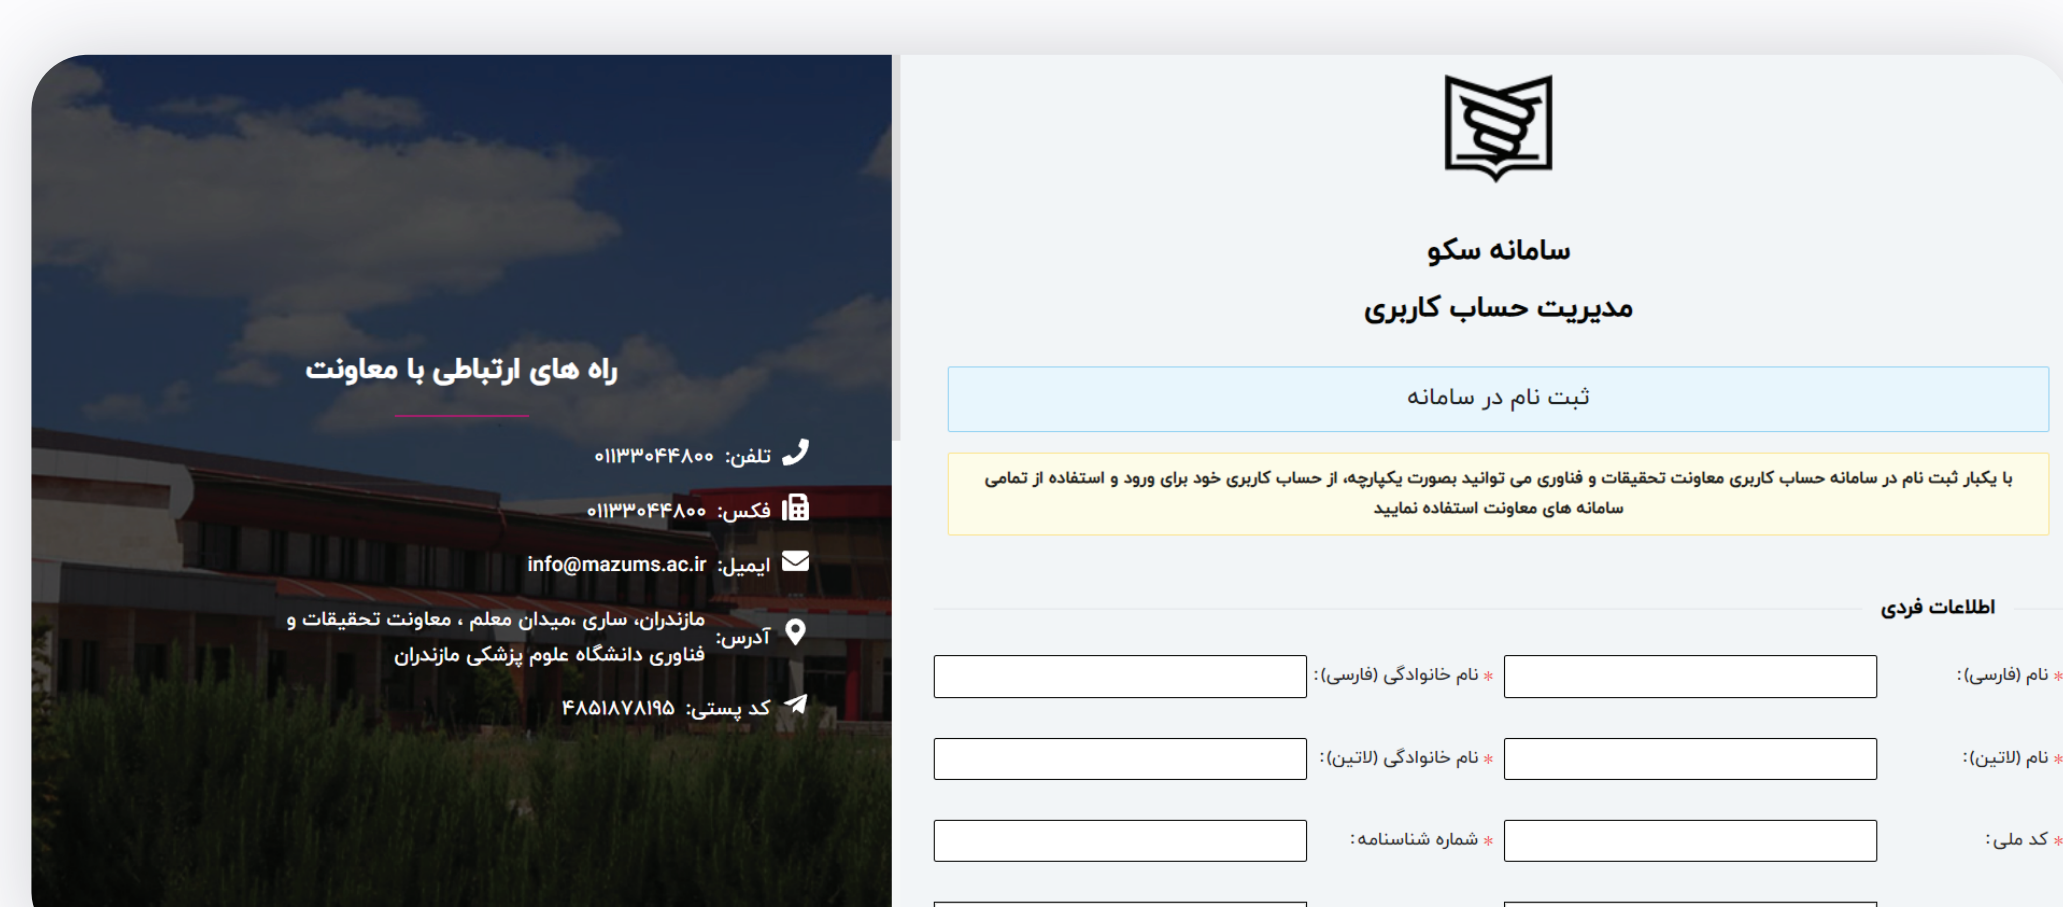 سامانه سکو
مدیریت حساب کاربری
ثبت نام در سامانه
با یکبار ثبت نام در سامانه حساب کاربری معاونت تحقیقات و فناوری می توانید بصورت یکپارچه، از حساب کاربری خود برای ورود و استفاده از تمامی
سامانه های معاونت استفاده نمایید
اطلاعات فردی
* نام (فارسی):
* نام خانوادگی (فارسی):
* نام (لاتین):
* نام خانوادگی (لاتین):
* کد ملی:
* شماره شناسنامه:
راه های ارتباطی با معاونت
تلفن: ۰۱۱۳۳۰۴۴۸۰۰
فکس: ۰۱۱۳۳۰۴۴۸۰۰
ایمیل: info@mazums.ac.ir
آدرس: مازندران، ساری ،میدان معلم ، معاونت تحقیقات و
فناوری دانشگاه علوم پزشکی مازندران
کد پستی: ۴۸۵۱۸۷۸۱۹۵